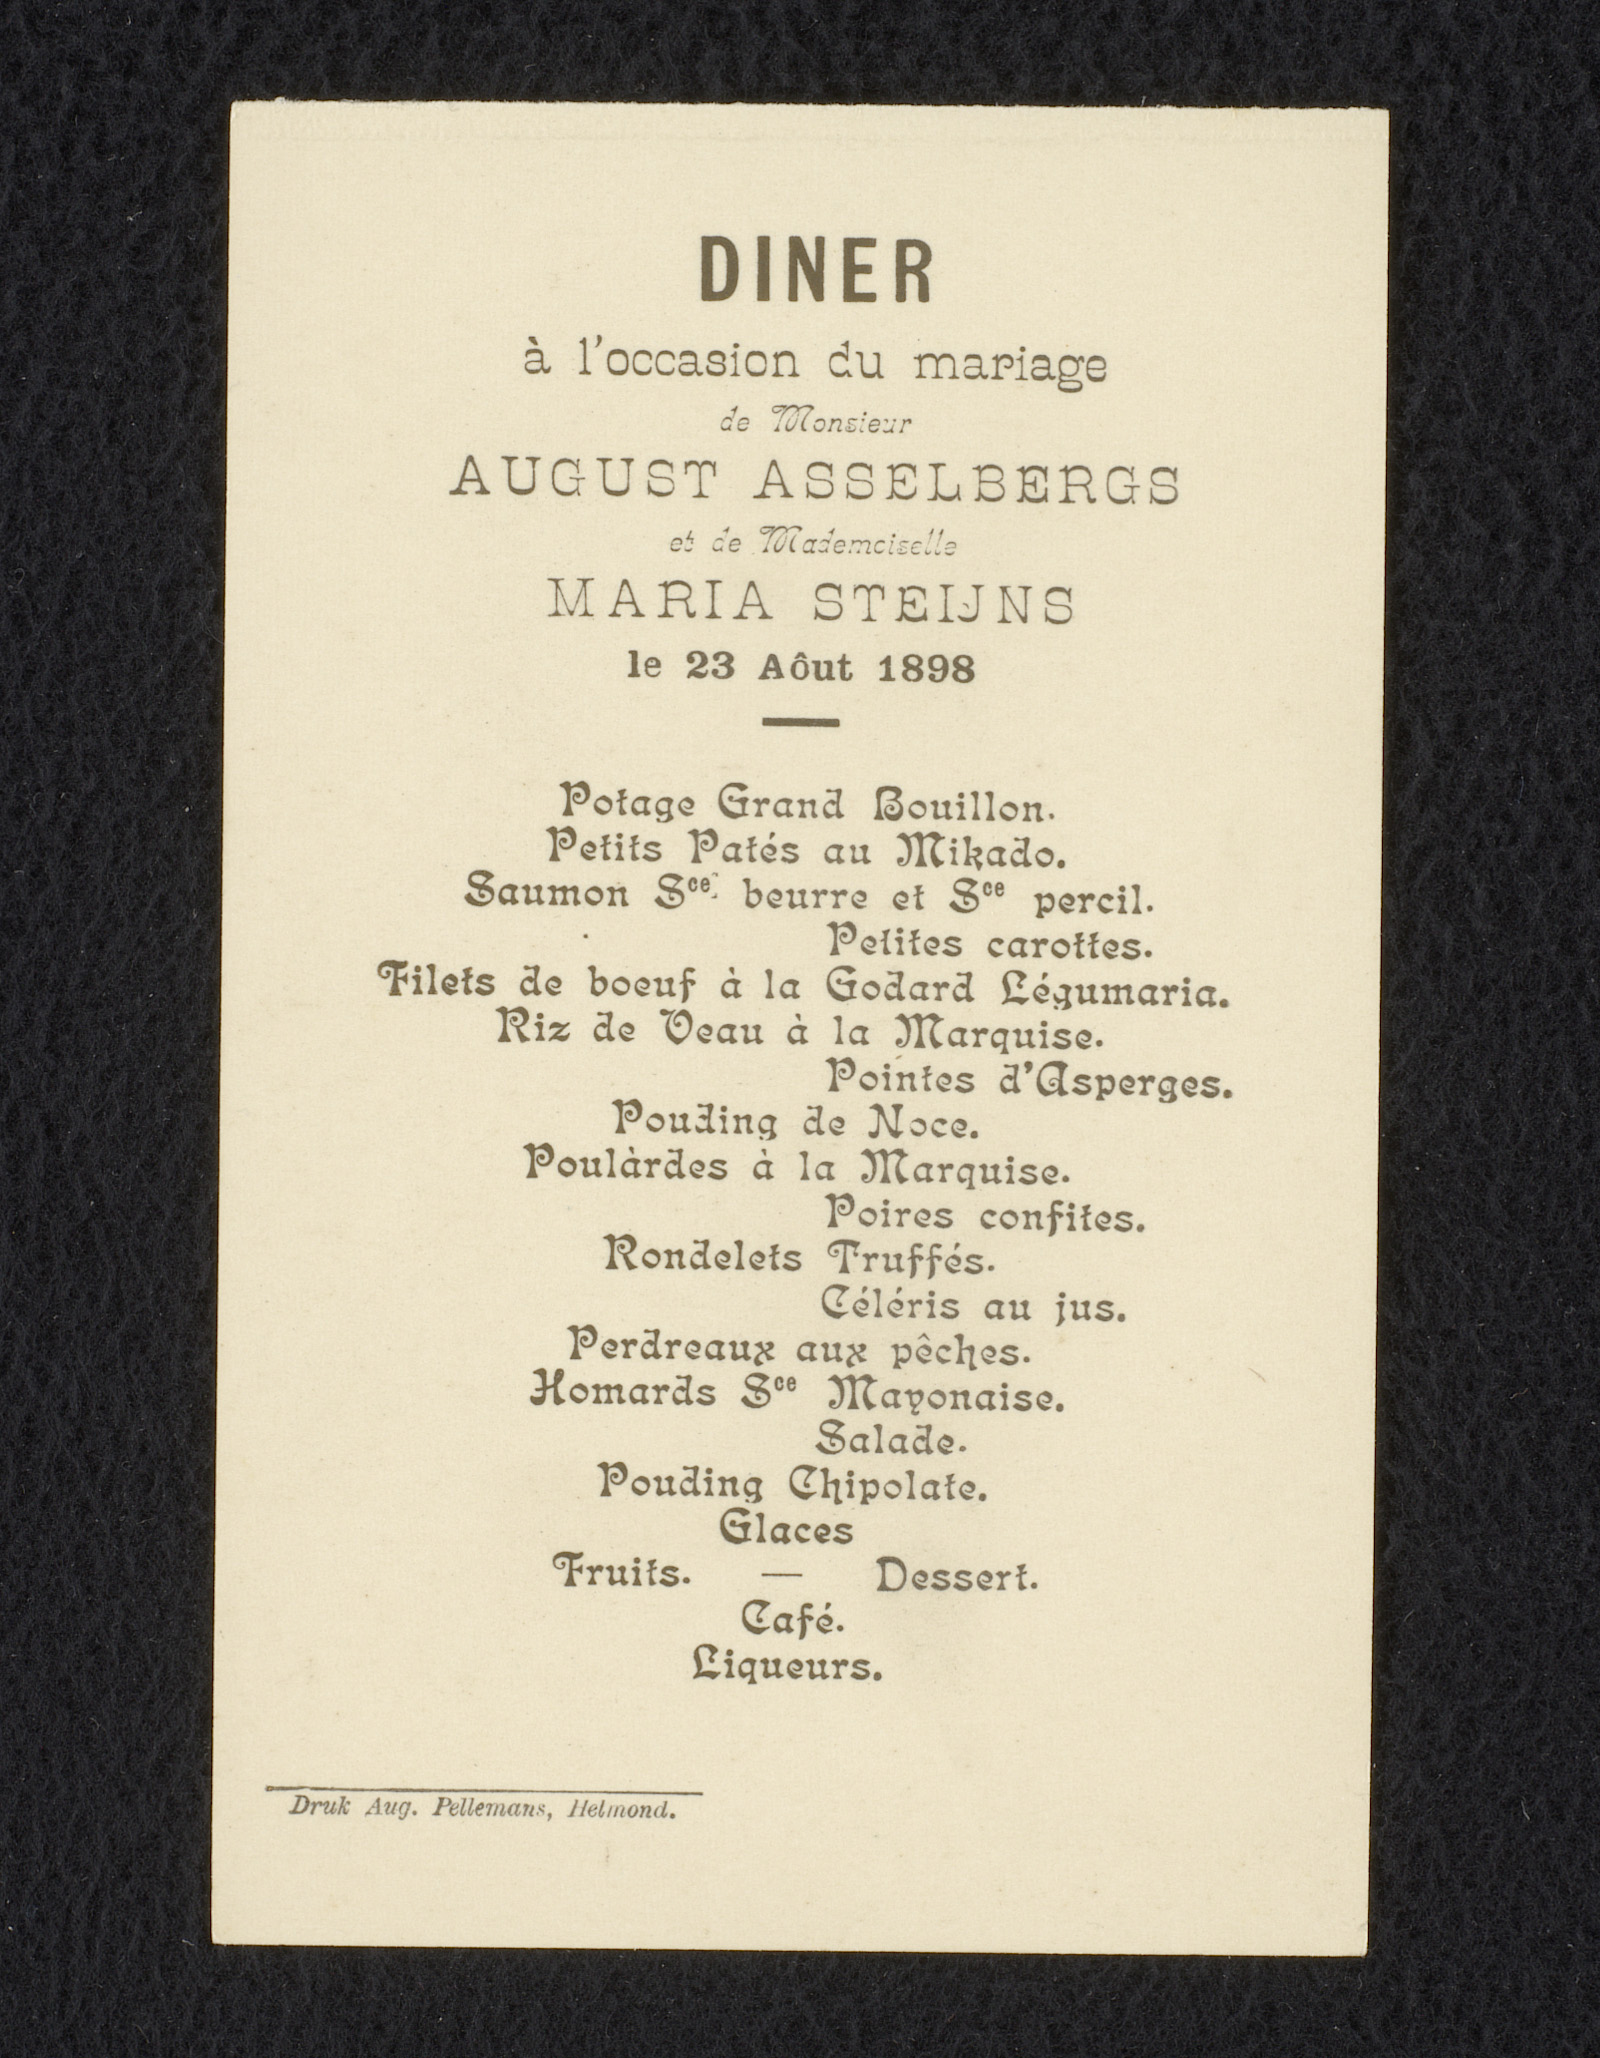 DINER
à l'occasion du mariage
de Monsieur
AUGUST ASSELBERGS
et de Mademoiselle
MARIA STEIJNS
le 23 Aôut 1898
Potage Grand Bouillon.
Petits Patés au Mikado.
Saumon Sce. beurre et Sce percil.
Petites carottes.
Filets de boeuf à la Godard Légumaria.
Riz de Veau à la Marquise.
Pointes d'Asperges.
Pouding de Noce.
Poulàrdes à la Marquise.
Poires confites.
Rondelets Truffés.
Céléris au jus.
Perdreaux aux pêches.
Homards Sce Mayonaise.
Salade.
Pouding Chipolate.
Glaces
Fruits. — Dessert.
Café.
Liqueurs.
Druk Aug. Pellemans, Helmond.